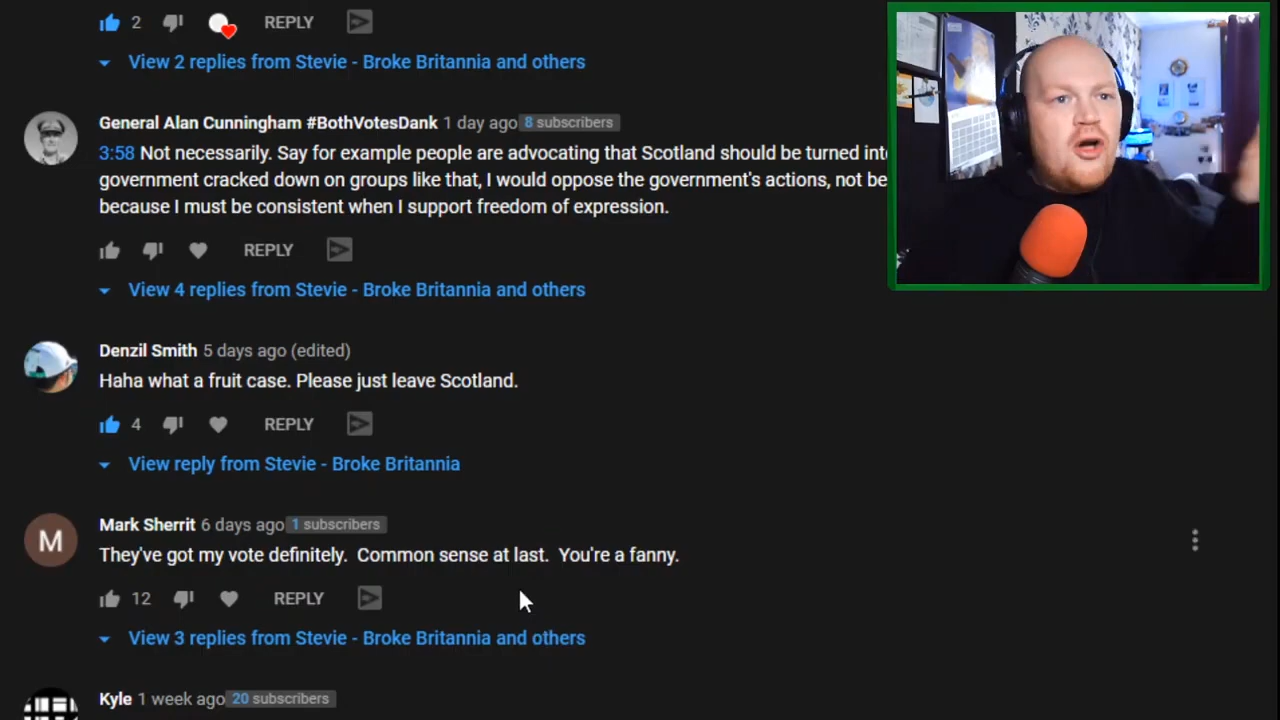 2 REPLY
View 2 replies from Stevie - Broke Britannia and others
General Alan Cunningham #BothVotesDank 1 day ago 8 subscribers
3:58 Not necessarily. Say for example people are advocating that Scotland should be turned into
government cracked down on groups like that, I would oppose the government's actions, not be
because I must be consistent when I support freedom of expression.
REPLY
View 4 replies from Stevie - Broke Britannia and others
Denzil Smith 5 days ago (edited)
Haha what a fruit case. Please just leave Scotland.
4 REPLY
View reply from Stevie - Broke Britannia
M
Mark Sherrit 6 days ago 1 subscribers
They've got my vote definitely. Common sense at last. You're a fanny.
12 REPLY
View 3 replies from Stevie - Broke Britannia and others
Kyle 1 week ago 20 subscribers